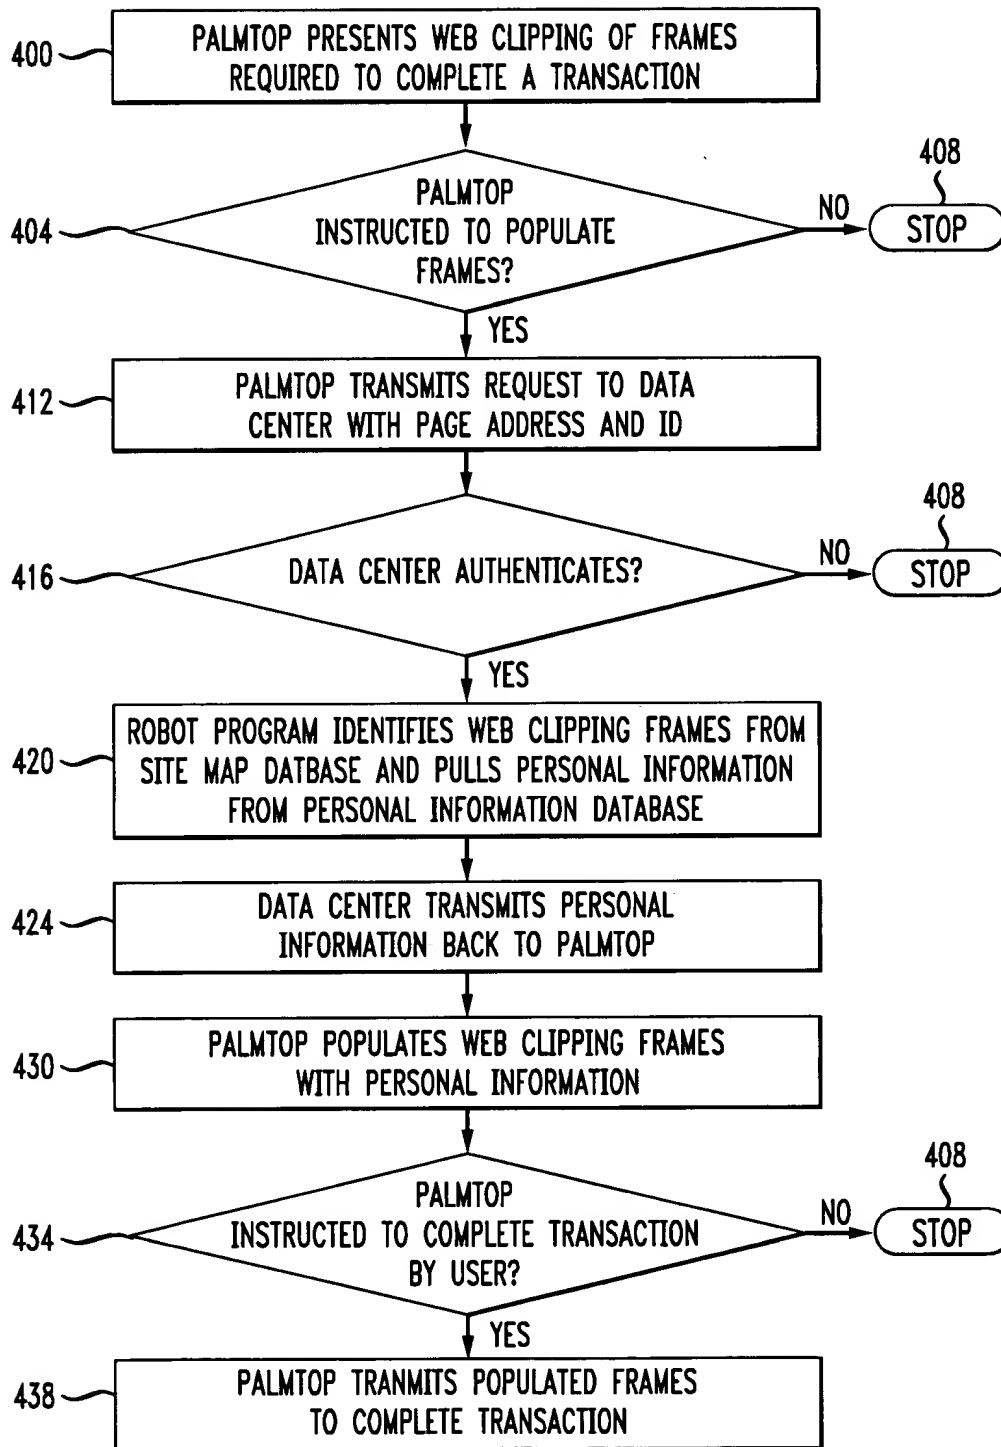 400
PALMTOP PRESENTS WEB CLIPPING OF FRAMES
REQUIRED TO COMPLETE A TRANSACTION
404
PALMTOP
INSTRUCTED TO POPULATE
FRAMES?
NO
408
STOP
YES
412
PALMTOP TRANSMITS REQUEST TO DATA
CENTER WITH PAGE ADDRESS AND ID
416
DATA CENTER AUTHENTICATES?
NO
408
STOP
YES
420
ROBOT PROGRAM IDENTIFIES WEB CLIPPING FRAMES FROM
SITE MAP DATBASE AND PULLS PERSONAL INFORMATION
FROM PERSONAL INFORMATION DATABASE
424
DATA CENTER TRANSMITS PERSONAL
INFORMATION BACK TO PALMTOP
430
PALMTOP POPULATES WEB CLIPPING FRAMES
WITH PERSONAL INFORMATION
434
PALMTOP
INSTRUCTED TO COMPLETE TRANSACTION
BY USER?
NO
408
STOP
YES
438
PALMTOP TRANMITS POPULATED FRAMES
TO COMPLETE TRANSACTION